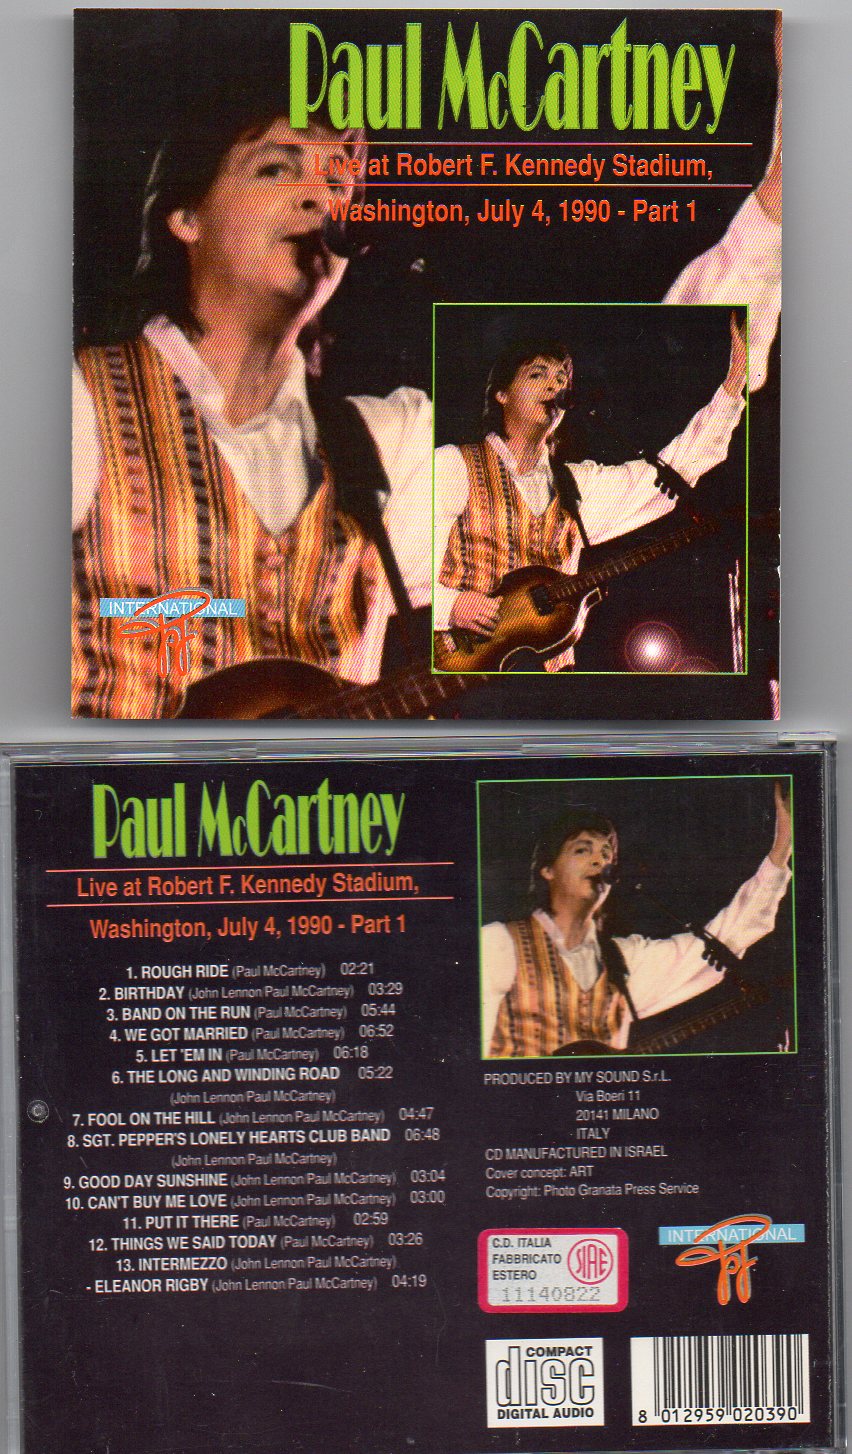 Paul McCartney
Live at Robert F. Kennedy Stadium,
Washington, July 4, 1990 - Part 1
INTERNATIONAL
Paul McCartney
Live at Robert F. Kennedy Stadium,
Washington, July 4, 1990 - Part 1
1. ROUGH RIDE (Paul McCartney) 02:21
2. BIRTHDAY (John Lennon/Paul McCartney) 03:29
3. BAND ON THE RUN (Paul McCartney) 05:44
4. WE GOT MARRIED (Paul McCartney) 06:52
5. LET 'EM IN (Paul McCartney) 06:18
6. THE LONG AND WINDING ROAD 05:22
(John Lennon/Paul McCartney)
7. FOOL ON THE HILL (John Lennon/Paul McCartney) 04:47
8. SGT. PEPPER'S LONELY HEARTS CLUB BAND 06:48
(John Lennon/Paul McCartney)
9. GOOD DAY SUNSHINE (John Lennon/Paul McCartney) 03:04
10. CAN'T BUY ME LOVE (John Lennon/Paul McCartney) 03:00
11. PUT IT THERE (Paul McCartney) 02:59
12. THINGS WE SAID TODAY (Paul McCartney) 03:26
13. INTERMEZZO (John Lennon/Paul McCartney)
- ELEANOR RIGBY (John Lennon/Paul McCartney) 04:19
PRODUCED BY MY SOUND S.r.L.
Via Boeri 11
20141 MILANO
ITALY
CD MANUFACTURED IN ISRAEL
Cover concept: ART
Copyright: Photo Granata Press Service
C.D. ITALIA
FABBRICATO
ESTERO
SIAE
11140822
INTERNATIONAL
COMPACT
disc
DIGITAL AUDIO
8 012959 020390